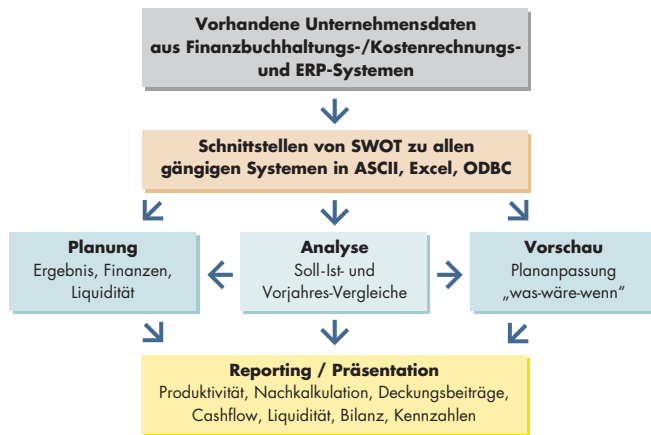 Vorhandene Unternehmensdaten
aus Finanzbuchhaltungs-/Kostenrechnungs-
und ERP-Systemen
Schnittstellen von SWOT zu allen
gängigen Systemen in ASCII, Excel, ODBC
Planung
Ergebnis, Finanzen,
Liquidität
Analyse
Soll-Ist- und
Vorjahres-Vergleiche
Vorschau
Plananpassung
„was-wäre-wenn“
Reporting / Präsentation
Produktivität, Nachkalkulation, Deckungsbeiträge,
Cashflow, Liquidität, Bilanz, Kennzahlen